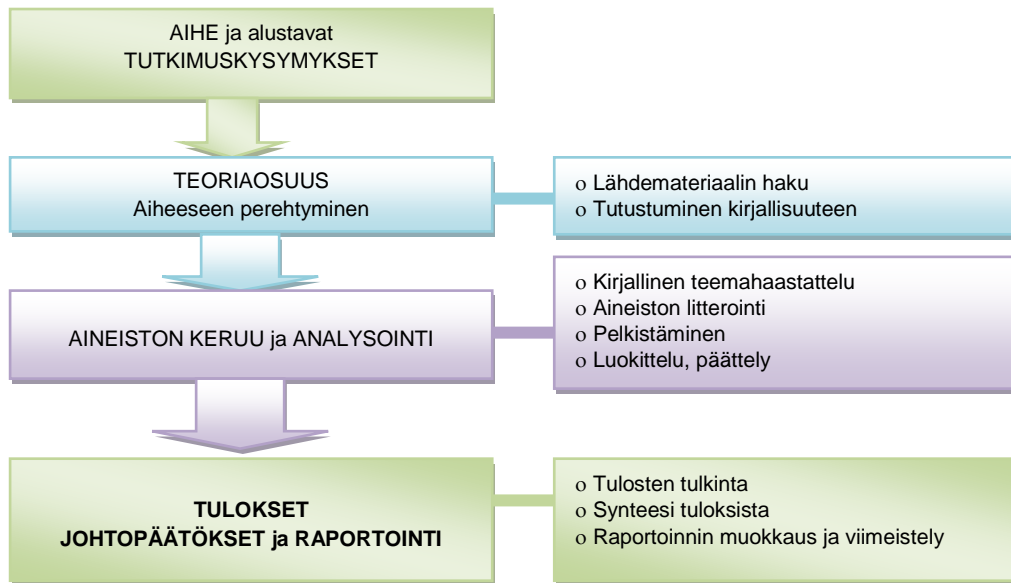 AIHE ja alustavat
TUTKIMUSKYSYMYKSET
TEORIAOSUUS
Aiheeseen perehtyminen
o Lähdemateriaalin haku
o Tutustuminen kirjallisuuteen
AINEISTON KERUU ja ANALYSOINTI
o Kirjallinen teemahaastattelu
o Aineiston litterointi
o Pelkistäminen
o Luokittelu, päättely
TULOKSET
JOHTOPÄÄTÖKSET ja RAPORTOINTI
o Tulosten tulkinta
o Synteesi tuloksista
o Raportoinnin muokkaus ja viimeistely